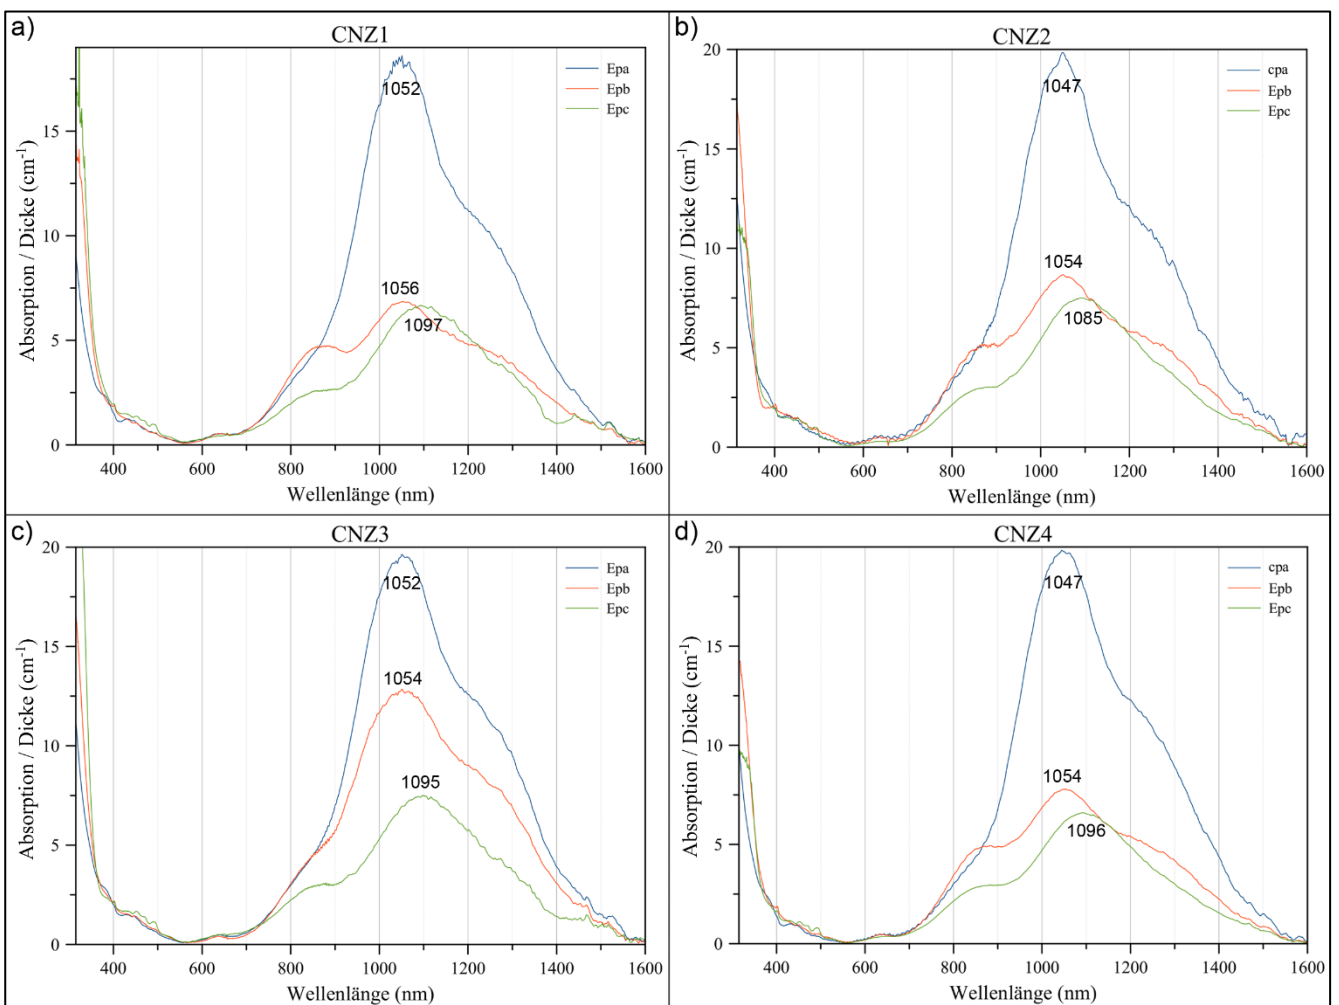 a)
CNZ1
Epa
Epb
Epc
1052
1056
1097
15
10
5
0
Absorption / Dicke (cm-1)
400 600 800 1000 1200 1400 1600
Wellenlänge (nm)
b)
CNZ2
cpa
Epb
Epc
1047
1054
1085
20
15
10
5
0
Absorption / Dicke (cm-1)
400 600 800 1000 1200 1400 1600
Wellenlänge (nm)
c)
CNZ3
Epa
Epb
Epc
1052
1054
1095
20
15
10
5
0
Absorption / Dicke (cm-1)
400 600 800 1000 1200 1400 1600
Wellenlänge (nm)
d)
CNZ4
cpa
Epb
Epc
1047
1054
1096
20
15
10
5
0
Absorption / Dicke (cm-1)
400 600 800 1000 1200 1400 1600
Wellenlänge (nm)